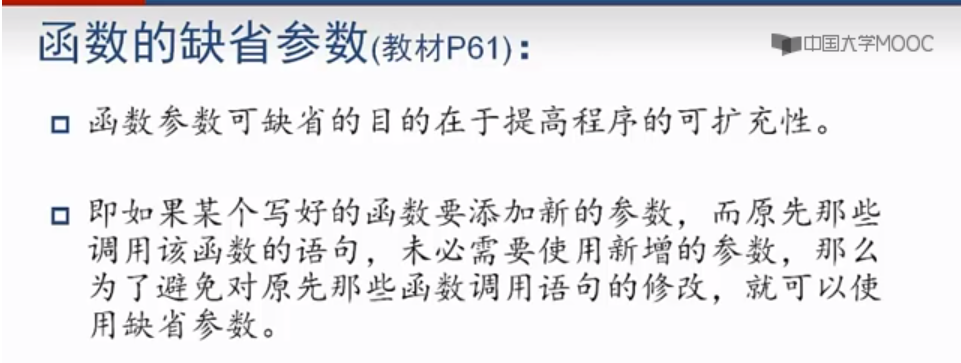 函数的缺省参数(教材P61)：
中国大学MOOC
函数参数可缺省的目的在于提高程序的可扩充性。
即如果某个写好的函数要添加新的参数，而原先那些
调用该函数的语句，未必需要使用新增的参数，那么
为了避免对原先那些函数调用语句的修改，就可以使
用缺省参数。